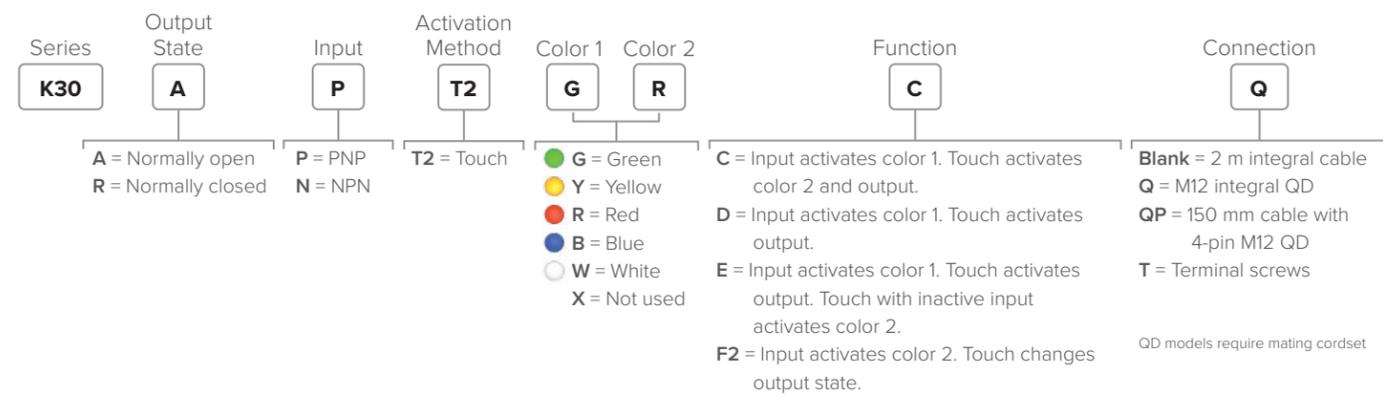 Series
Output
State
Input
Activation
Method
Color 1
Color 2
Function
Connection
K30
A
P
T2
G
R
C
Q
A = Normally open
R = Normally closed
P = PNP
N = NPN
T2 = Touch
G = Green
Y = Yellow
R = Red
B = Blue
W = White
X = Not used
C = Input activates color 1. Touch activates
color 2 and output.
D = Input activates color 1. Touch activates
output.
E = Input activates color 1. Touch activates
output. Touch with inactive input
activates color 2.
F2 = Input activates color 2. Touch changes
output state.
Blank = 2 m integral cable
Q = M12 integral QD
QP = 150 mm cable with
4-pin M12 QD
T = Terminal screws
QD models require mating cordset